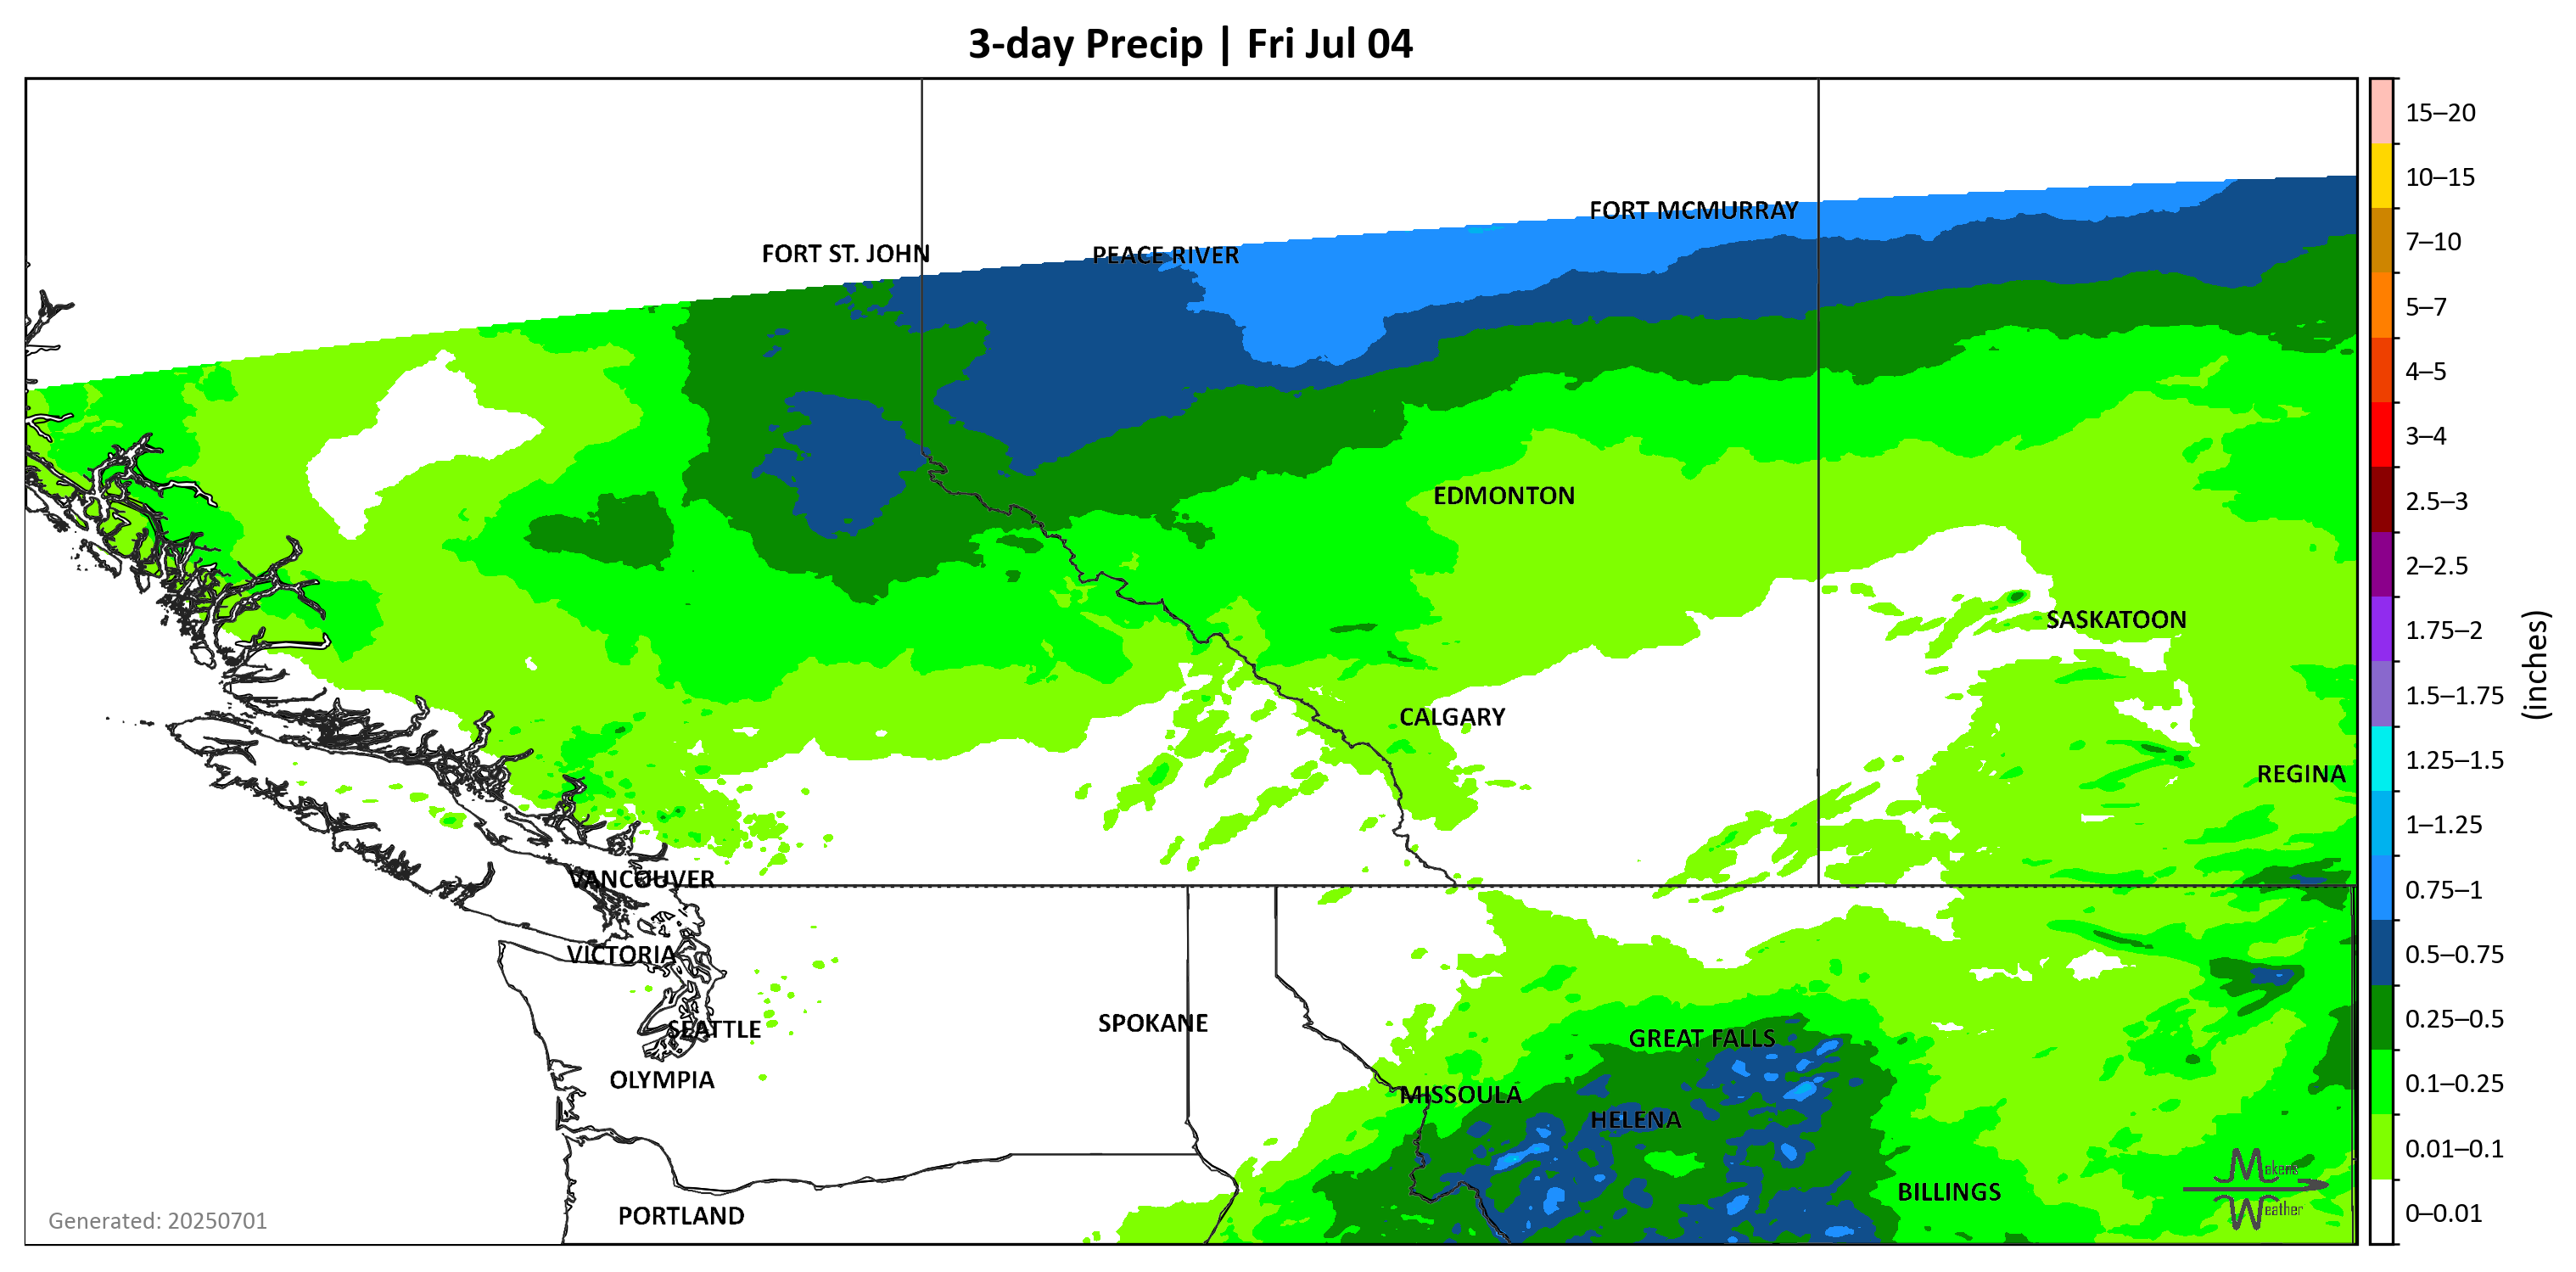 3-day Precip | Fri Jul 04
15–20
10–15
7–10
5–7
4–5
3–4
2.5–3
2–2.5
1.75–2
1.5–1.75
1.25–1.5
1–1.25
0.75–1
0.5–0.75
0.25–0.5
0.1–0.25
0.01–0.1
0–0.01
(inches)
FORT MCMURRAY
FORT ST. JOHN
PEACE RIVER
EDMONTON
SASKATOON
CALGARY
REGINA
VANCOUVER
VICTORIA
SEATTLE
SPOKANE
GREAT FALLS
OLYMPIA
MISSOULA
HELENA
BILLINGS
PORTLAND
Makens
Weather
Generated: 20250701